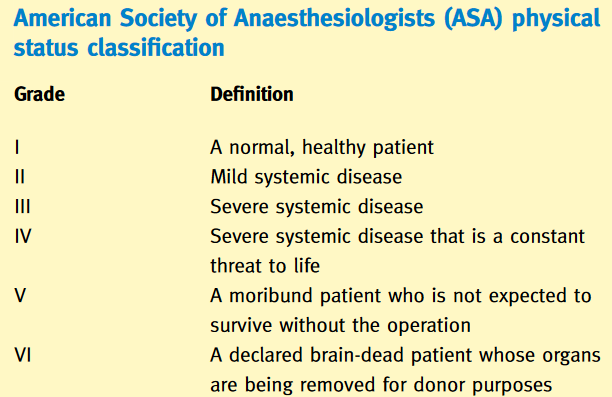 American Society of Anaesthesiologists (ASA) physical
status classification
Grade Definition
I A normal, healthy patient
II Mild systemic disease
III Severe systemic disease
IV Severe systemic disease that is a constant
threat to life
V A moribund patient who is not expected to
survive without the operation
VI A declared brain-dead patient whose organs
are being removed for donor purposes